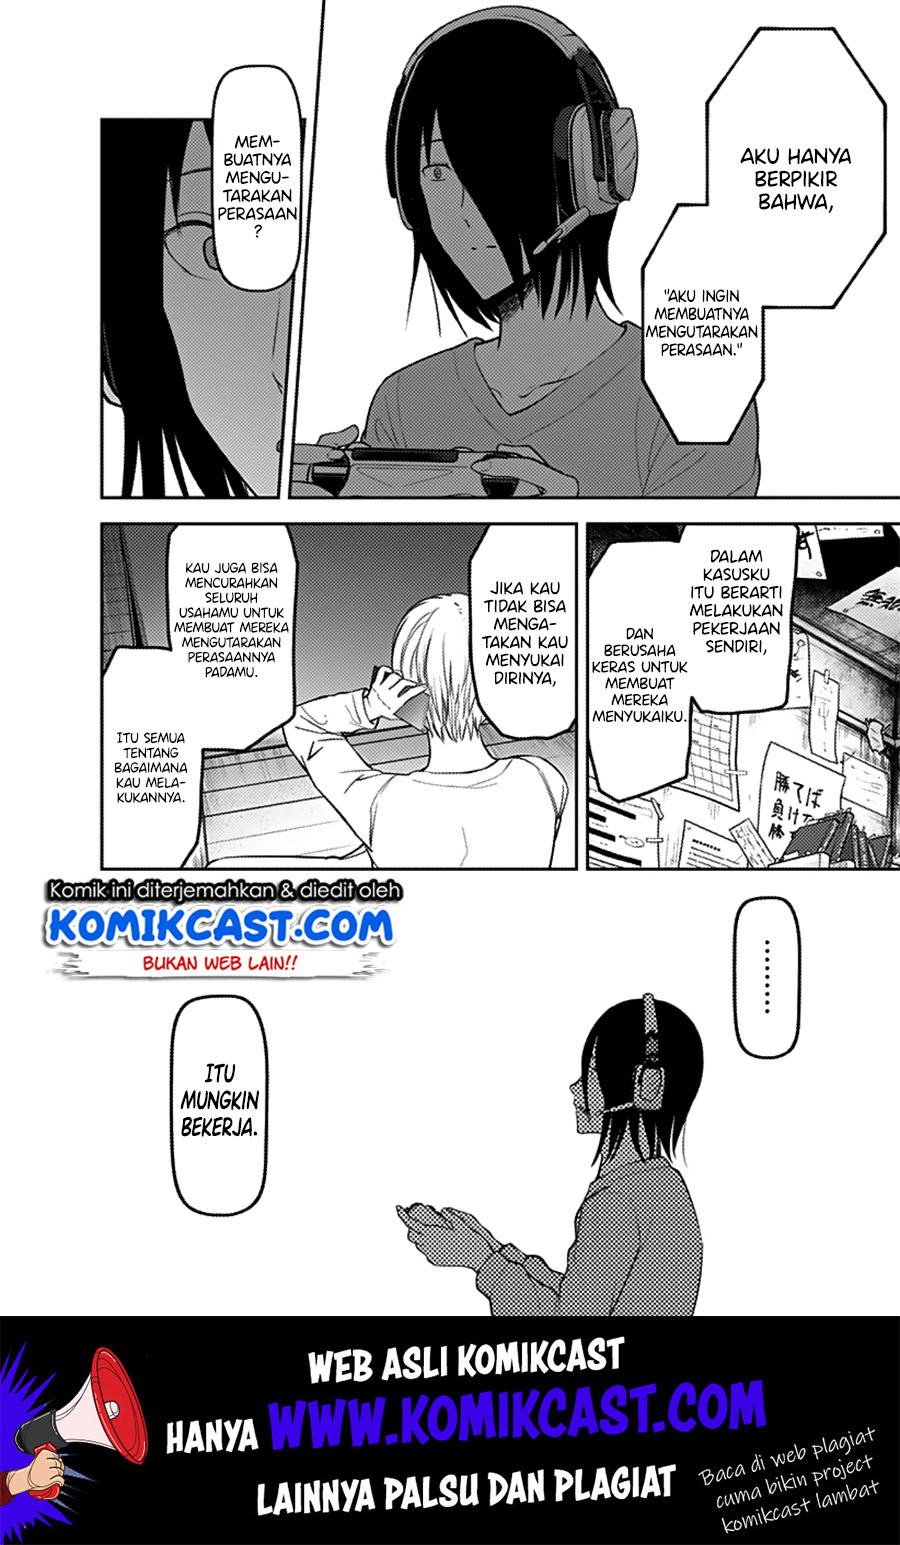 AKU HANYA
BERPIKIR
BAHWA,
"AKU INGIN
MEMBUATNYA
MENGUTARAKAN
PERASAAN."
MEM-
BUATNYA
MENGU-
TARAKAN
PERASAAN
?
DALAM
KASUSKU
ITU BERARTI
MELAKUKAN
PEKERJAAN
SENDIRI,
DAN
BERUSAHA
KERAS UNTUK
MEMBUAT
MEREKA
MENYUKAIKU.
勝てば
負け
勝
JIKA KAU
TIDAK BISA
MENGA-
TAKAN KAU
MENYUKAI
DIRINYA,
KAU JUGA BISA
MENCURAHKAN
SELURUH
USAHAMU UNTUK
MEMBUAT MEREKA
MENGUTARAKAN
PERASAANNYA
PADAMU.
ITU SEMUA
TENTANG
BAGAIMANA
KAU MELA-
KUKANNYA.
Komik ini diterjemahkan & diedit oleh
KOMIKCAST.COM
BUKAN WEB LAIN!!
.........
ITU
MUNGKIN
BEKERJA.
WEB ASLI KOMIKCAST
HANYA WWW.KOMIKCAST.COM
LAINNYA PALSU DAN PLAGIAT
Baca di web plagiat
cuma bikin project
komikcast lambat